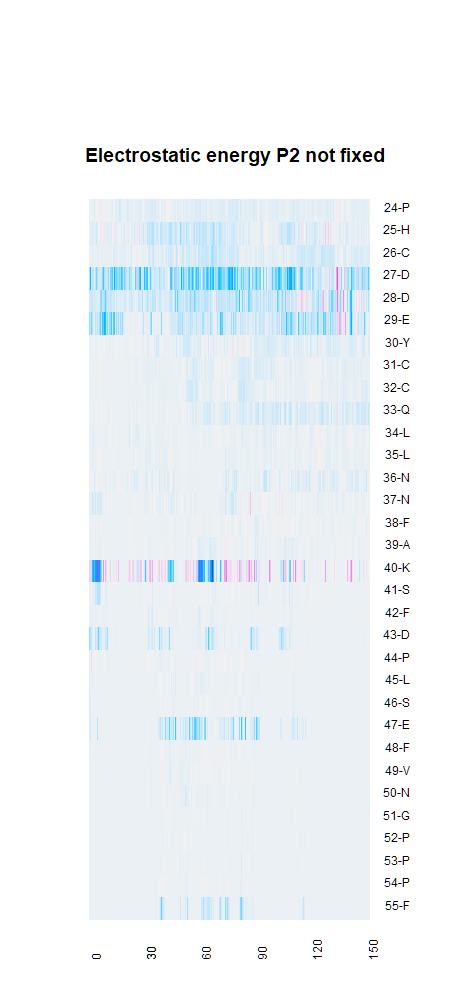 Electrostatic energy P2 not fixed
24-P
25-H
26-C
27-D
28-D
29-E
30-Y
31-C
32-C
33-Q
34-L
35-L
36-N
37-N
38-F
39-A
40-K
41-S
42-F
43-D
44-P
45-L
46-S
47-E
48-F
49-V
50-N
51-G
52-P
53-P
54-P
55-F
0 30 60 90 120 150